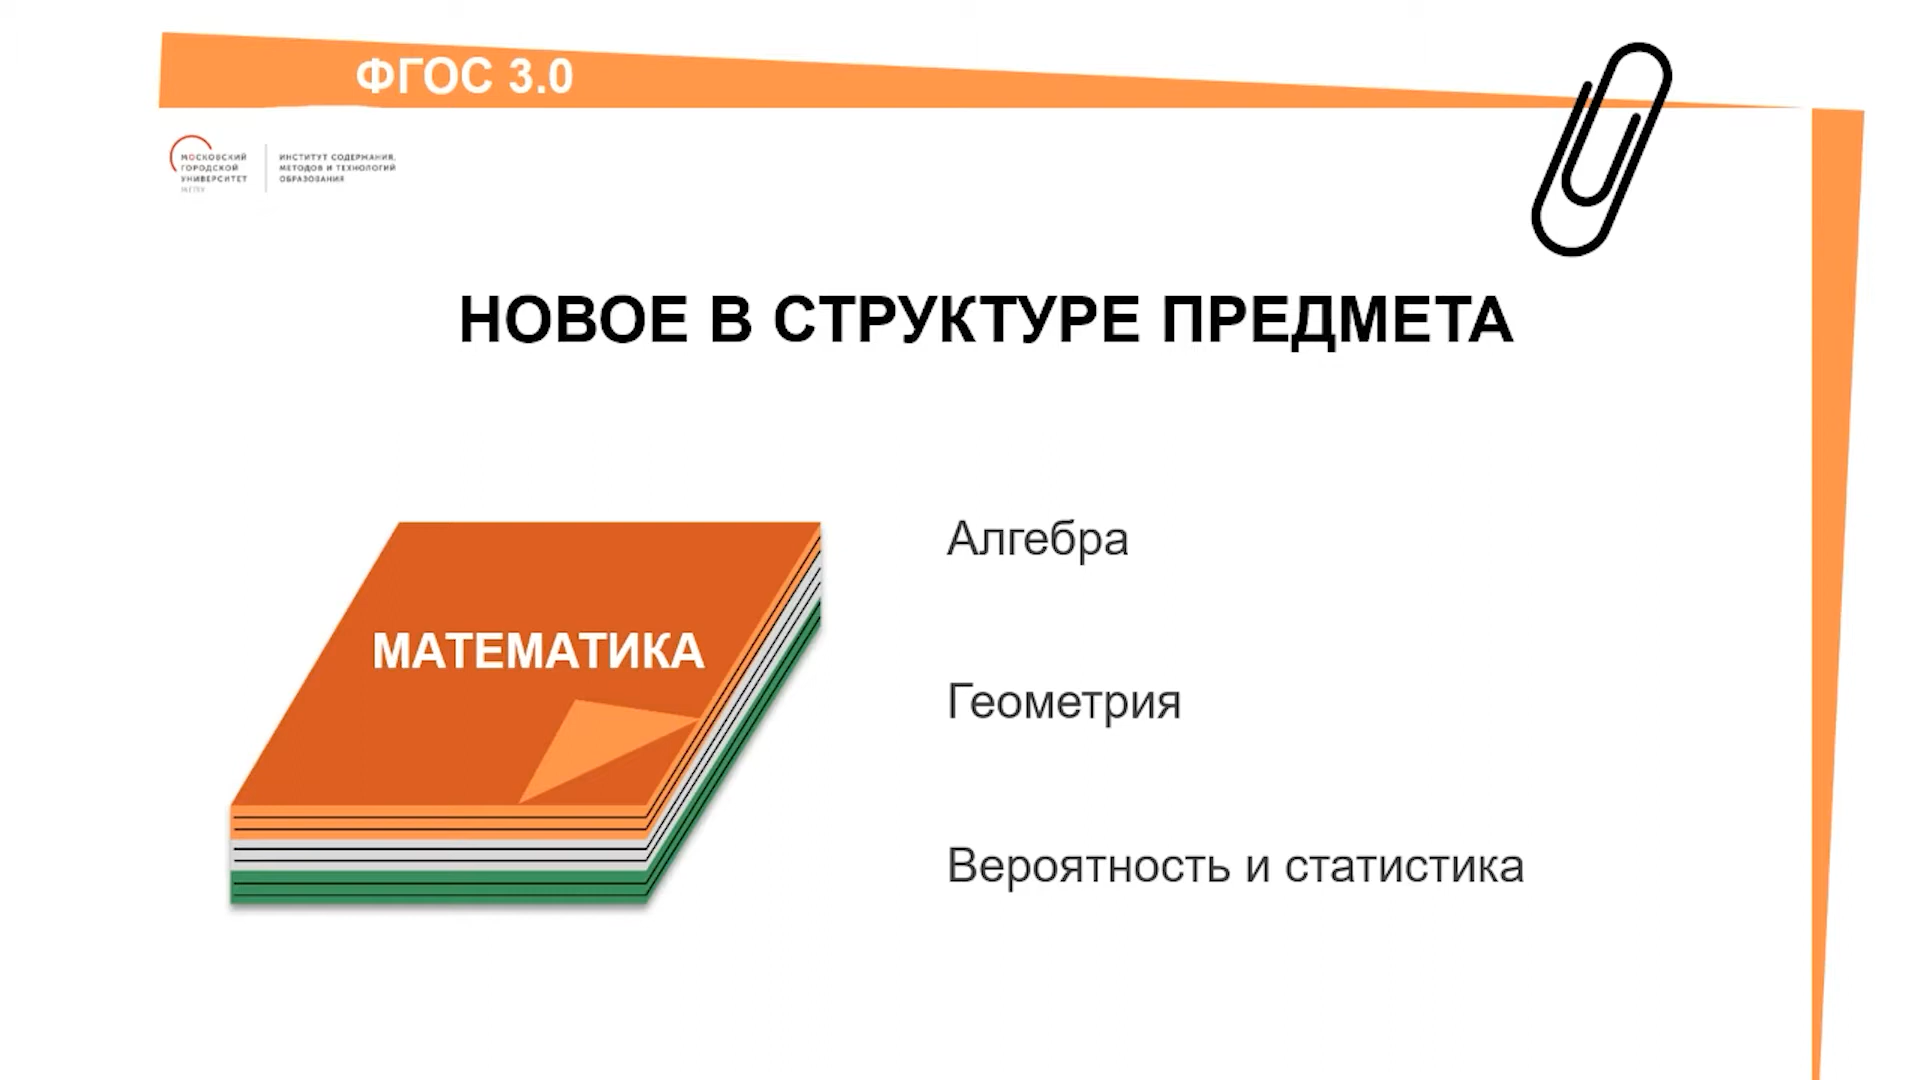 ФГОС 3.0
МОСКОВСКИЙ
ГОРОДСКОЙ
УНИВЕРСИТЕТ
ИНСТИТУТ СОДЕРЖАНИЯ,
МЕТОДОВ И ТЕХНОЛОГИЙ
ОБРАЗОВАНИЯ
НОВОЕ В СТРУКТУРЕ ПРЕДМЕТА
МАТЕМАТИКА
Алгебра
Геометрия
Вероятность и статистика